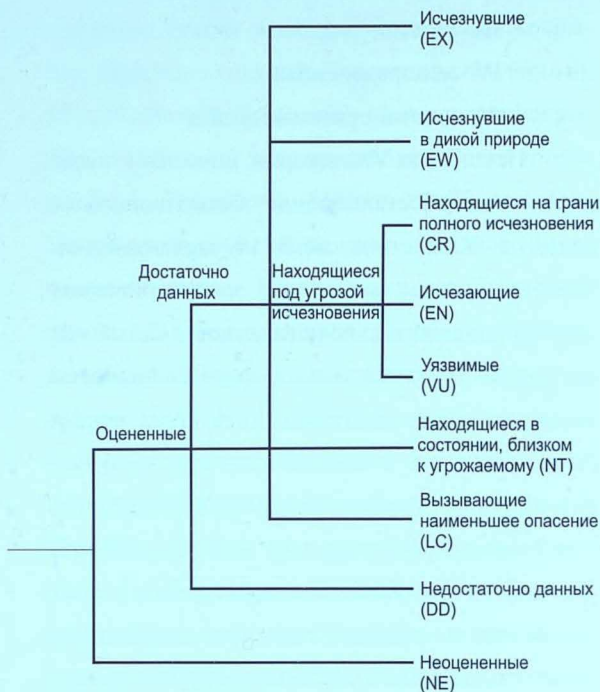 Исчезнувшие
(EX)
Исчезнувшие
в дикой природе
(EW)
Находящиеся на грани
полного исчезновения
(CR)
Достаточно
данных
Находящиеся
под угрозой
исчезновения
Исчезающие
(EN)
Уязвимые
(VU)
Оцененные
Находящиеся в
состоянии, близком
к угрожаемому (NT)
Вызывающие
наименьшее опасение
(LC)
Недостаточно данных
(DD)
Неоцененные
(NE)